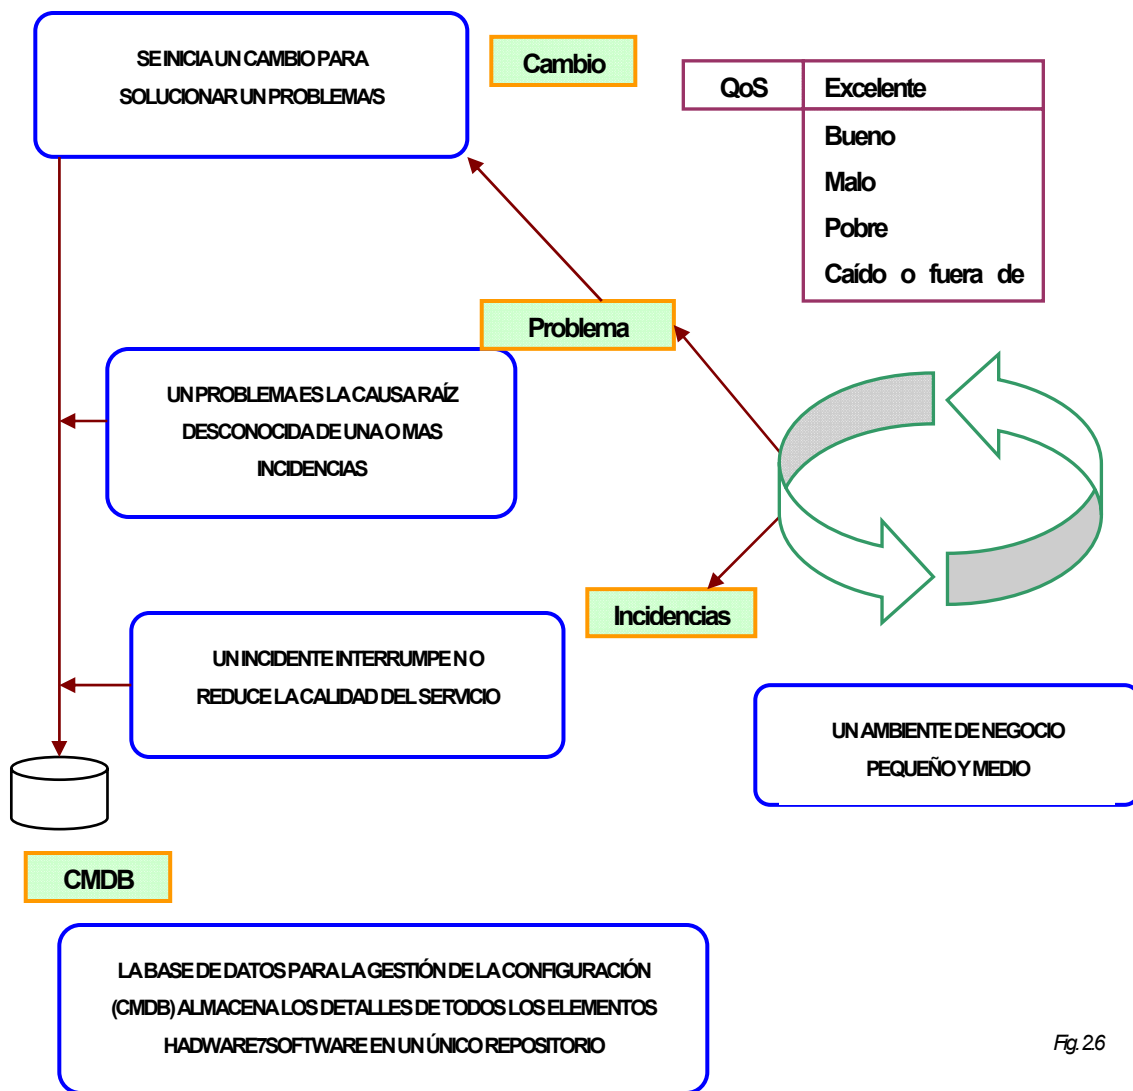 SE INICIA UN CAMBIO PARA
SOLUCIONAR UN PROBLEMA/S
Cambio
QoS Excelente
Bueno
Malo
Pobre
Caído o fuera de
Problema
UN PROBLEMA ES LA CAUSA RAÍZ
DESCONOCIDA DE UNA O MAS
INCIDENCIAS
Incidencias
UN INCIDENTE INTERRUMPE N O
REDUCE LA CALIDAD DEL SERVICIO
UN AMBIENTE DE NEGOCIO
PEQUEÑO Y MEDIO
CMDB
LA BASE DE DATOS PARA LA GESTIÓN DE LA CONFIGURACIÓN
(CMDB) ALMACENA LOS DETALLES DE TODOS LOS ELEMENTOS
HADWARE7SOFTWARE EN UN ÚNICO REPOSITORIO
Fig. 2.6